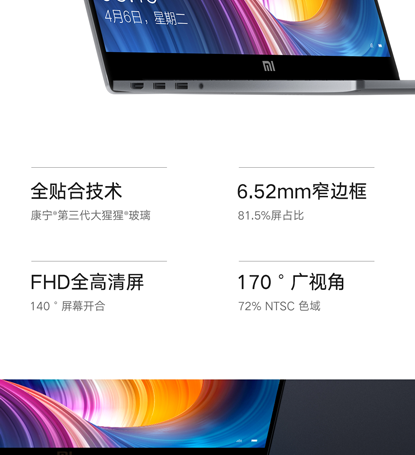 4月6日，星期二
MI
全贴合技术
康宁®第三代大猩猩®玻璃
6.52mm窄边框
81.5%屏占比
FHD全高清屏
140 ° 屏幕开合
170 ° 广视角
72% NTSC 色域